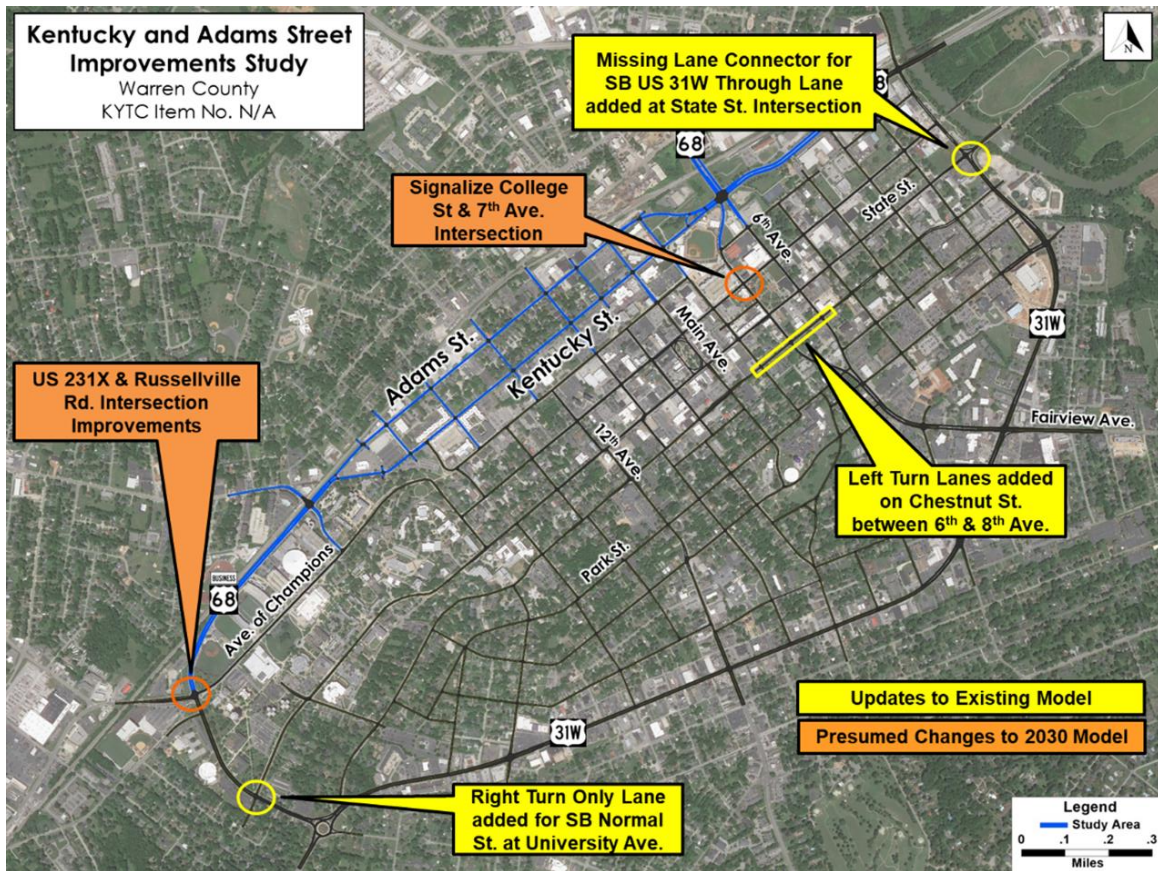 Kentucky and Adams Street
Improvements Study
Warren County
KYTC Item No. N/A
Missing Lane Connector for
SB US 31W Through Lane
added at State St. Intersection
N
8
68
Signalize College
St & 7th Ave.
Intersection
6th Ave.
State St.
31W
Main Ave.
Adams St.
Kentucky St.
US 231X & Russellville
Rd. Intersection
Improvements
Fairview Ave.
12th Ave.
Left Turn Lanes added
on Chestnut St.
between 6th & 8th Ave.
Park St.
BUSINESS
68
Ave. of Champions
Updates to Existing Model
Presumed Changes to 2030 Model
31W
Right Turn Only Lane
added for SB Normal
St. at University Ave.
Legend
Study Area
0 .1 .2 .3
Miles